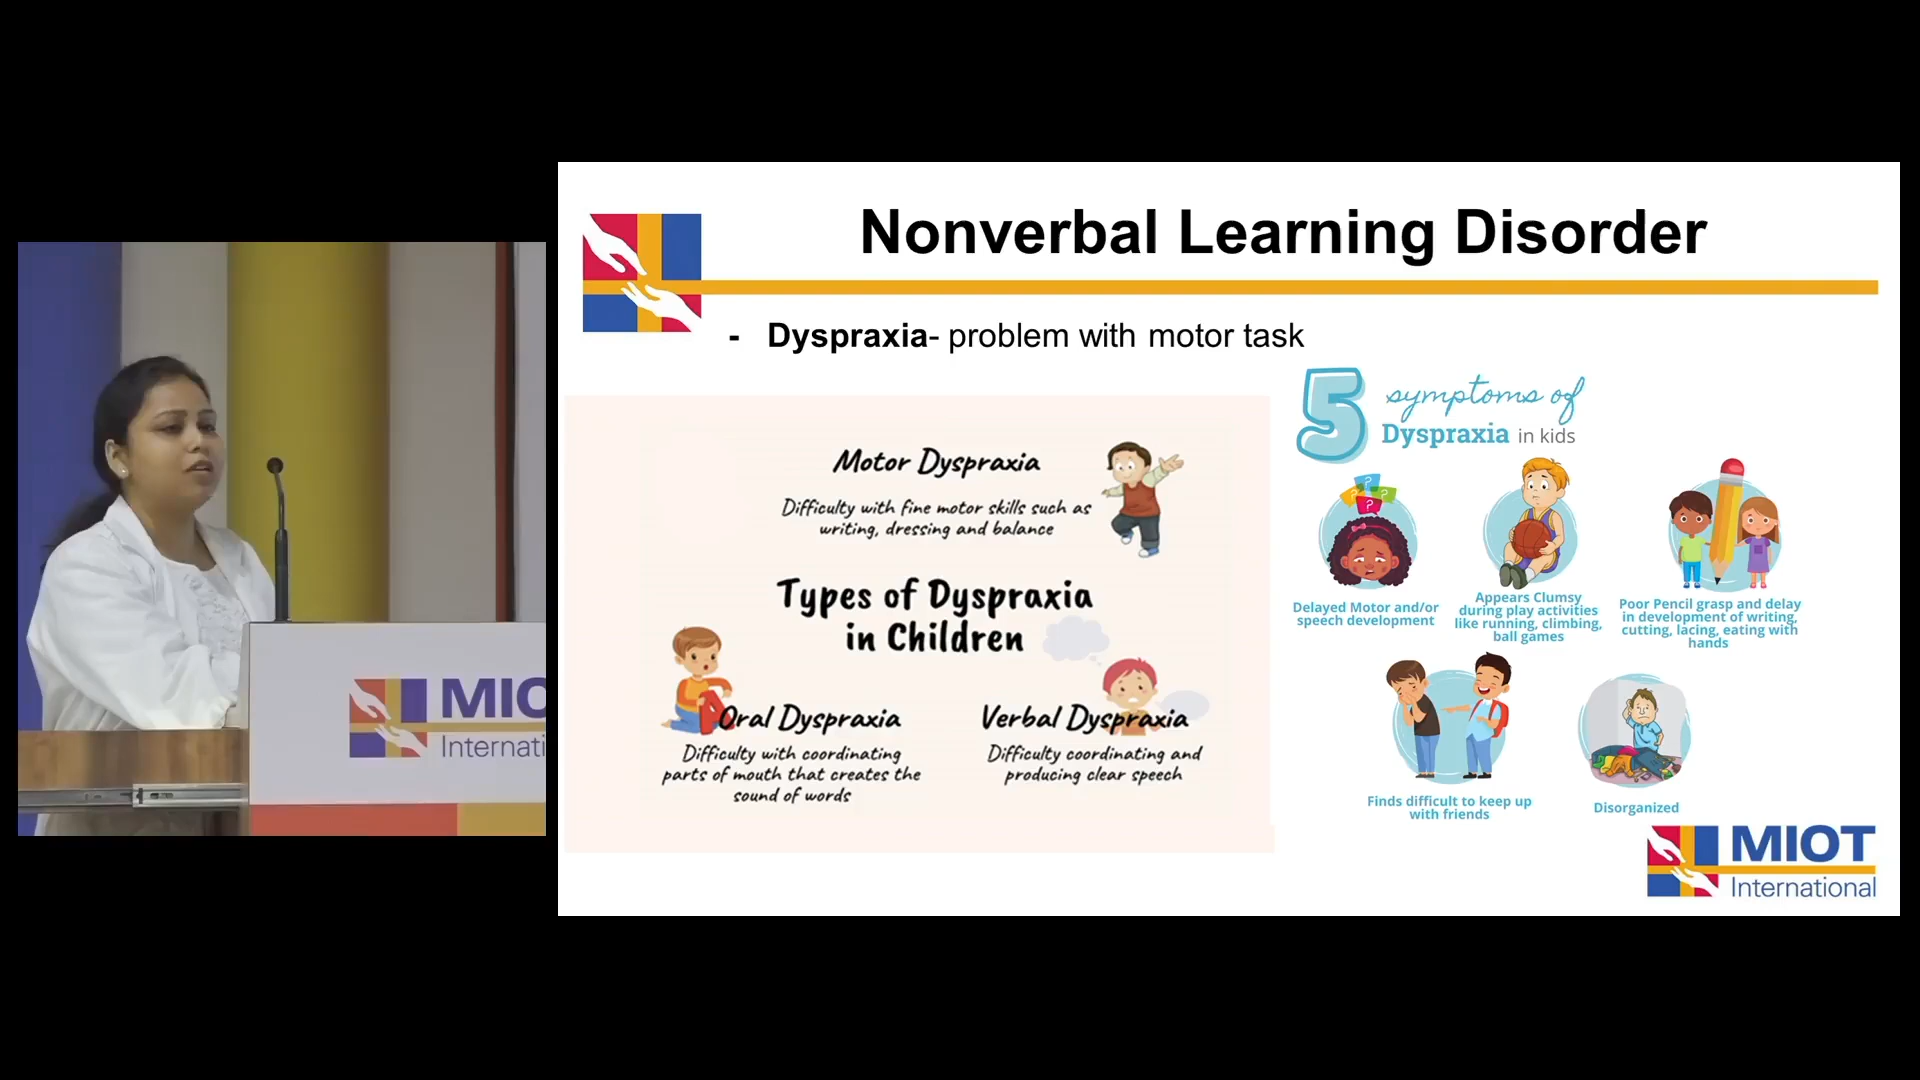 Nonverbal Learning Disorder
- Dyspraxia- problem with motor task
Motor Dyspraxia
Difficulty with fine motor skills such as
writing, dressing and balance
Types of Dyspraxia
in Children
Oral Dyspraxia
Difficulty with coordinating
parts of mouth that creates the
sound of words
Verbal Dyspraxia
Difficulty coordinating and
producing clear speech
5 symptoms of
Dyspraxia in kids
? ? ? ?
Delayed Motor and/or
speech development
Appears Clumsy
during play activities
like running, climbing,
ball games
Poor Pencil grasp and delay
in development of writing,
cutting, lacing, eating with
hands
Finds difficult to keep up
with friends
Disorganized
MIOT
International
MIO
Internati